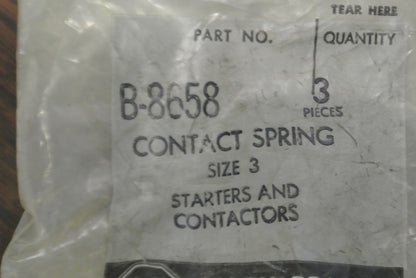 TEAR HERE
PART NO. QUANTITY
B-8658 3
PIECES
CONTACT SPRING
SIZE 3
STARTERS AND
CONTACTORS